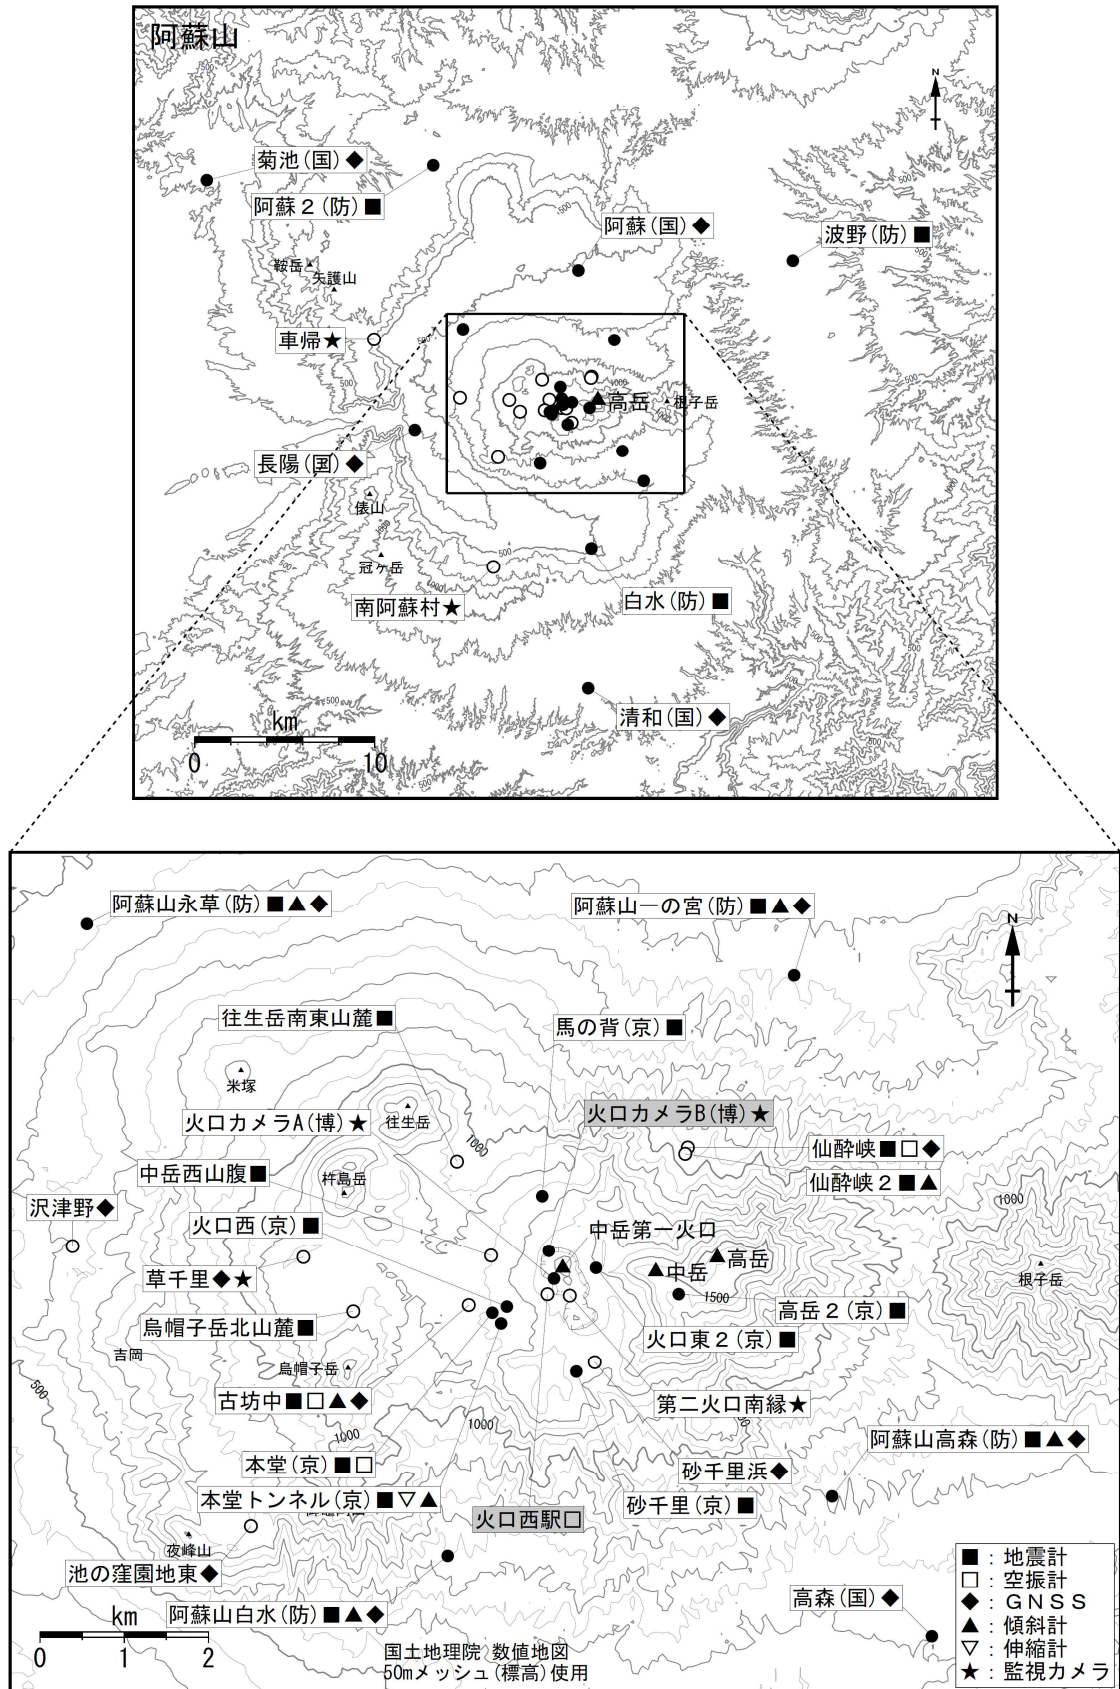 阿蘇山
N
菊池(国)◆
阿蘇2(防)■
阿蘇(国)◆
波野(防)■
鞍岳
矢護山
車帰★
高岳
根子岳
長陽(国)◆
俵山
冠ヶ岳
南阿蘇村★
白水(防)■
清和(国)◆
km
0 10
500
1000
阿蘇山永草(防)■▲◆
阿蘇山一の宮(防)■▲◆
N
往生岳南東山麓■
馬の背(京)■
米塚
火口カメラA(博)★
往生岳
火口カメラB(博)★
1000
仙酔峡■□◆
中岳西山腹■
杵島岳
仙酔峡2■▲
沢津野◆
火口西(京)■
中岳第一火口
1000
草千里◆★
中岳
高岳
根子岳
1500
高岳2(京)■
烏帽子岳北山麓■
火口東2(京)■
吉岡
烏帽子岳
500
古坊中■□▲◆
第二火口南縁★
1000
1000
阿蘇山高森(防)■▲◆
本堂(京)■□
砂千里浜◆
本堂トンネル(京)■▽▲
砂千里(京)■
火口西駅□
夜峰山
池の窪園地東◆
阿蘇山白水(防)■▲◆
高森(国)◆
km
0 1 2
国土地理院 数値地図
50mメッシュ(標高)使用
■：地震計
□：空振計
◆：GNSS
▲：傾斜計
▽：伸縮計
★：監視カメラ